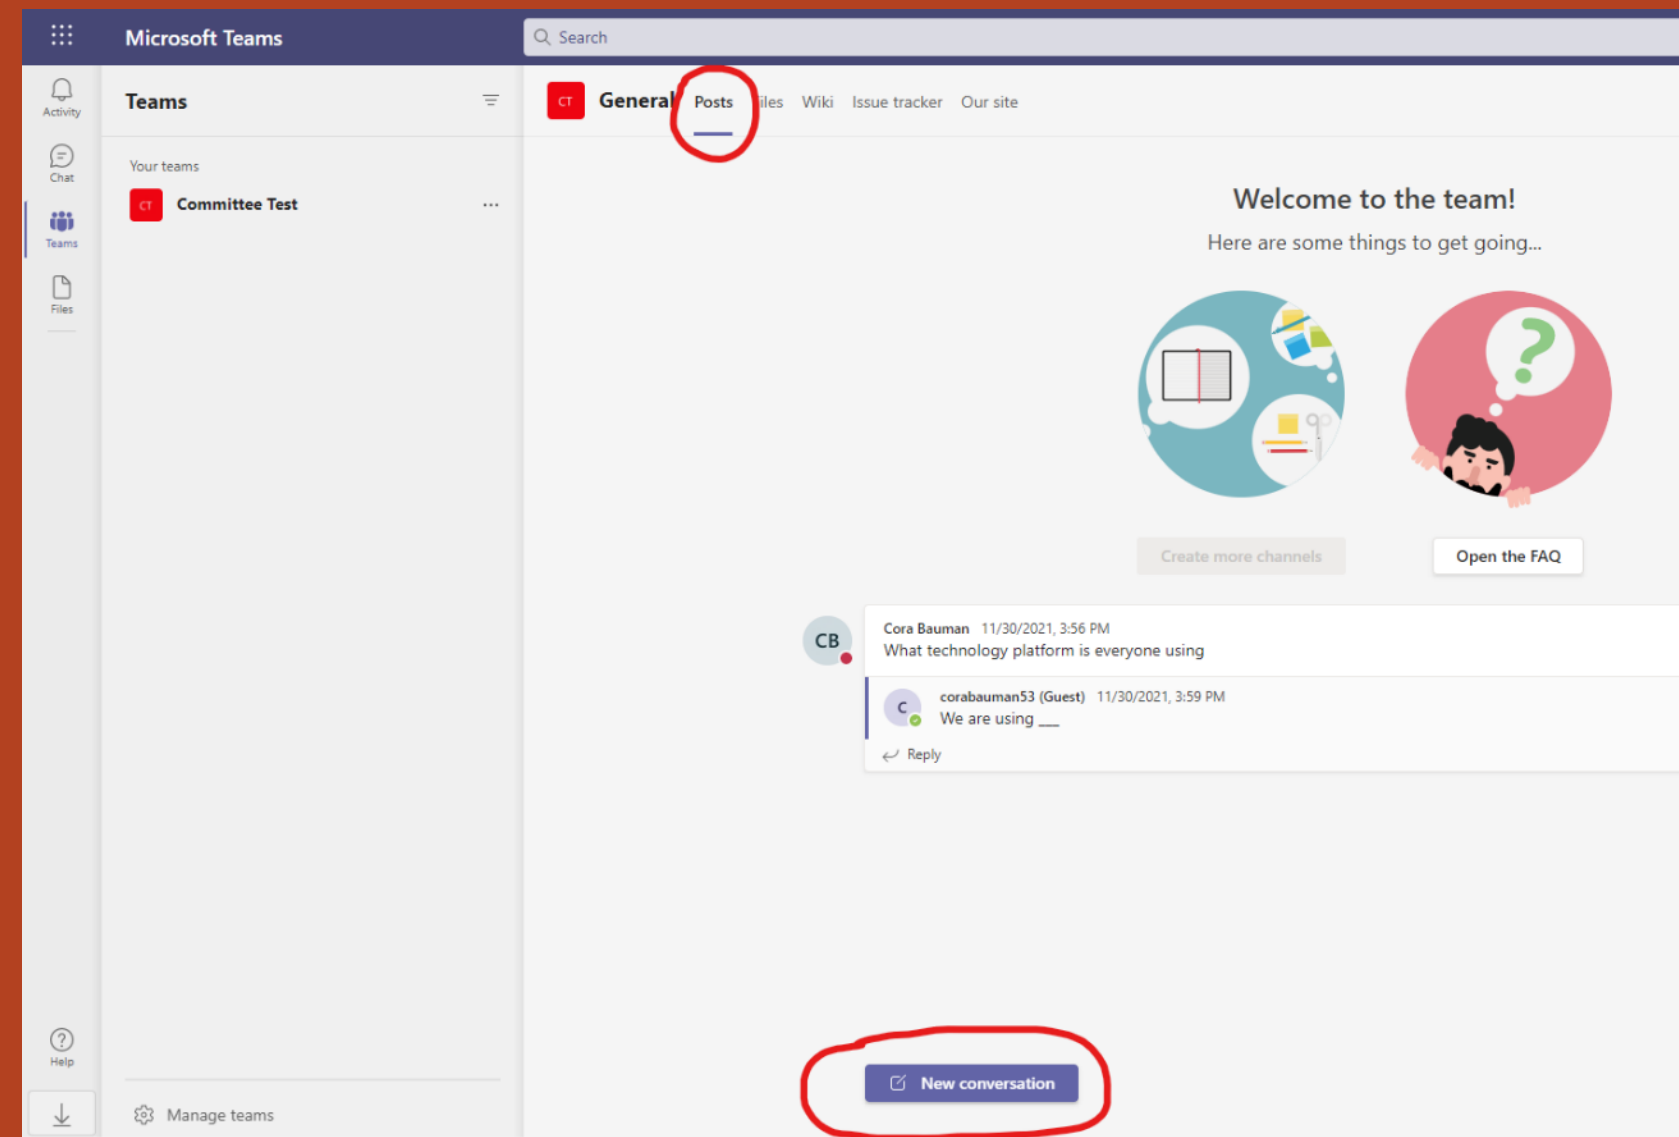 Microsoft Teams
Search
Activity
Chat
Teams
Files
Help
Teams
Your teams
CT Committee Test ...
Manage teams
CT General Posts iles Wiki Issue tracker Our site
Welcome to the team!
Here are some things to get going...
Create more channels
Open the FAQ
CB
Cora Bauman 11/30/2021, 3:56 PM
What technology platform is everyone using
C
corabauman53 (Guest) 11/30/2021, 3:59 PM
We are using ___
Reply
New conversation